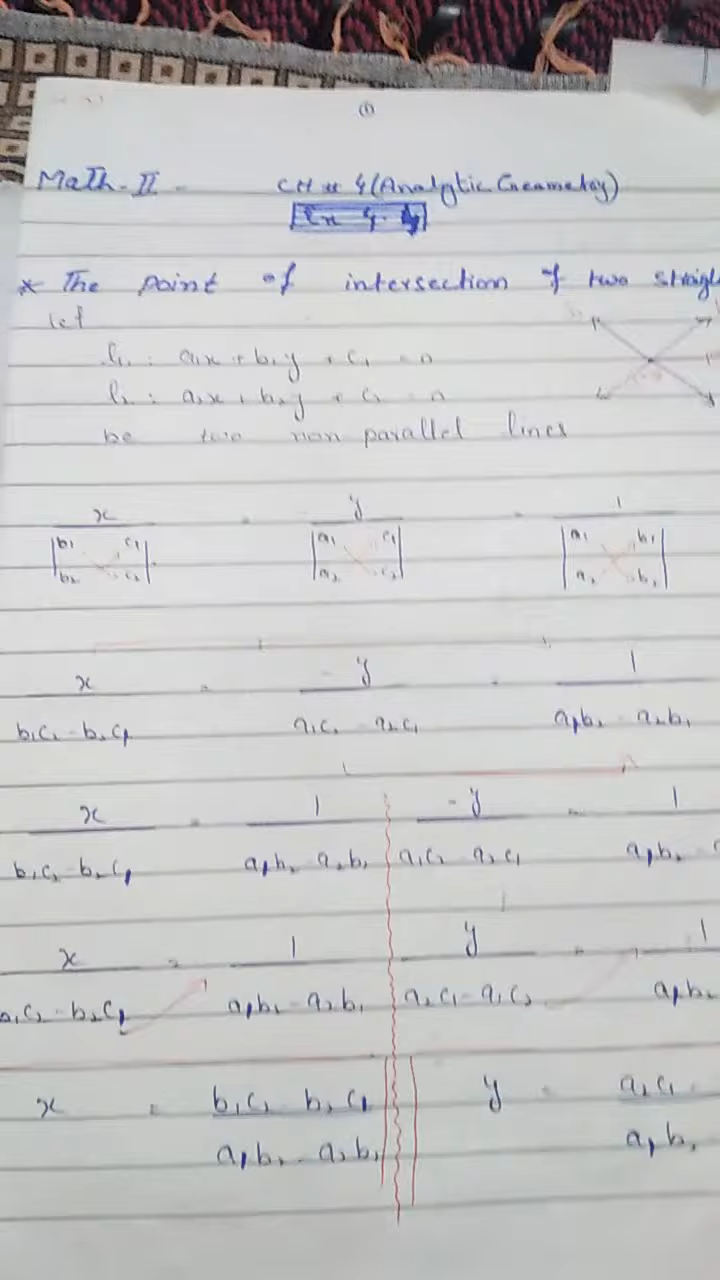 ①
Math-II CH # 4 (Analytic Geometry)
Ex 4.4
* The point of intersection of two straig
let
l₁ : a₁x + b₁y + c₁ = 0
l₂ : a₂x + b₂y + c₂ = 0
be two non parallel lines
x = -y = 1
|b₁ c₁| |a₁ c₁| |a₁ b₁|
|b₂ c₂| |a₂ c₂| |a₂ b₂|
x = -y = 1
b₁c₂ - b₂c₁ a₁c₂ - a₂c₁ a₁b₂ - a₂b₁
x = 1 -y = 1
b₁c₂ - b₂c₁ a₁b₂ - a₂b₁ a₁c₂ - a₂c₁ a₁b₂ -
x = 1 y = 1
b₁c₂ - b₂c₁ a₁b₂ - a₂b₁ a₂c₁ - a₁c₂ a₁b₂
x = b₁c₂ - b₂c₁ y = a₂c₁ -
a₁b₂ - a₂b₁ a₁b₂